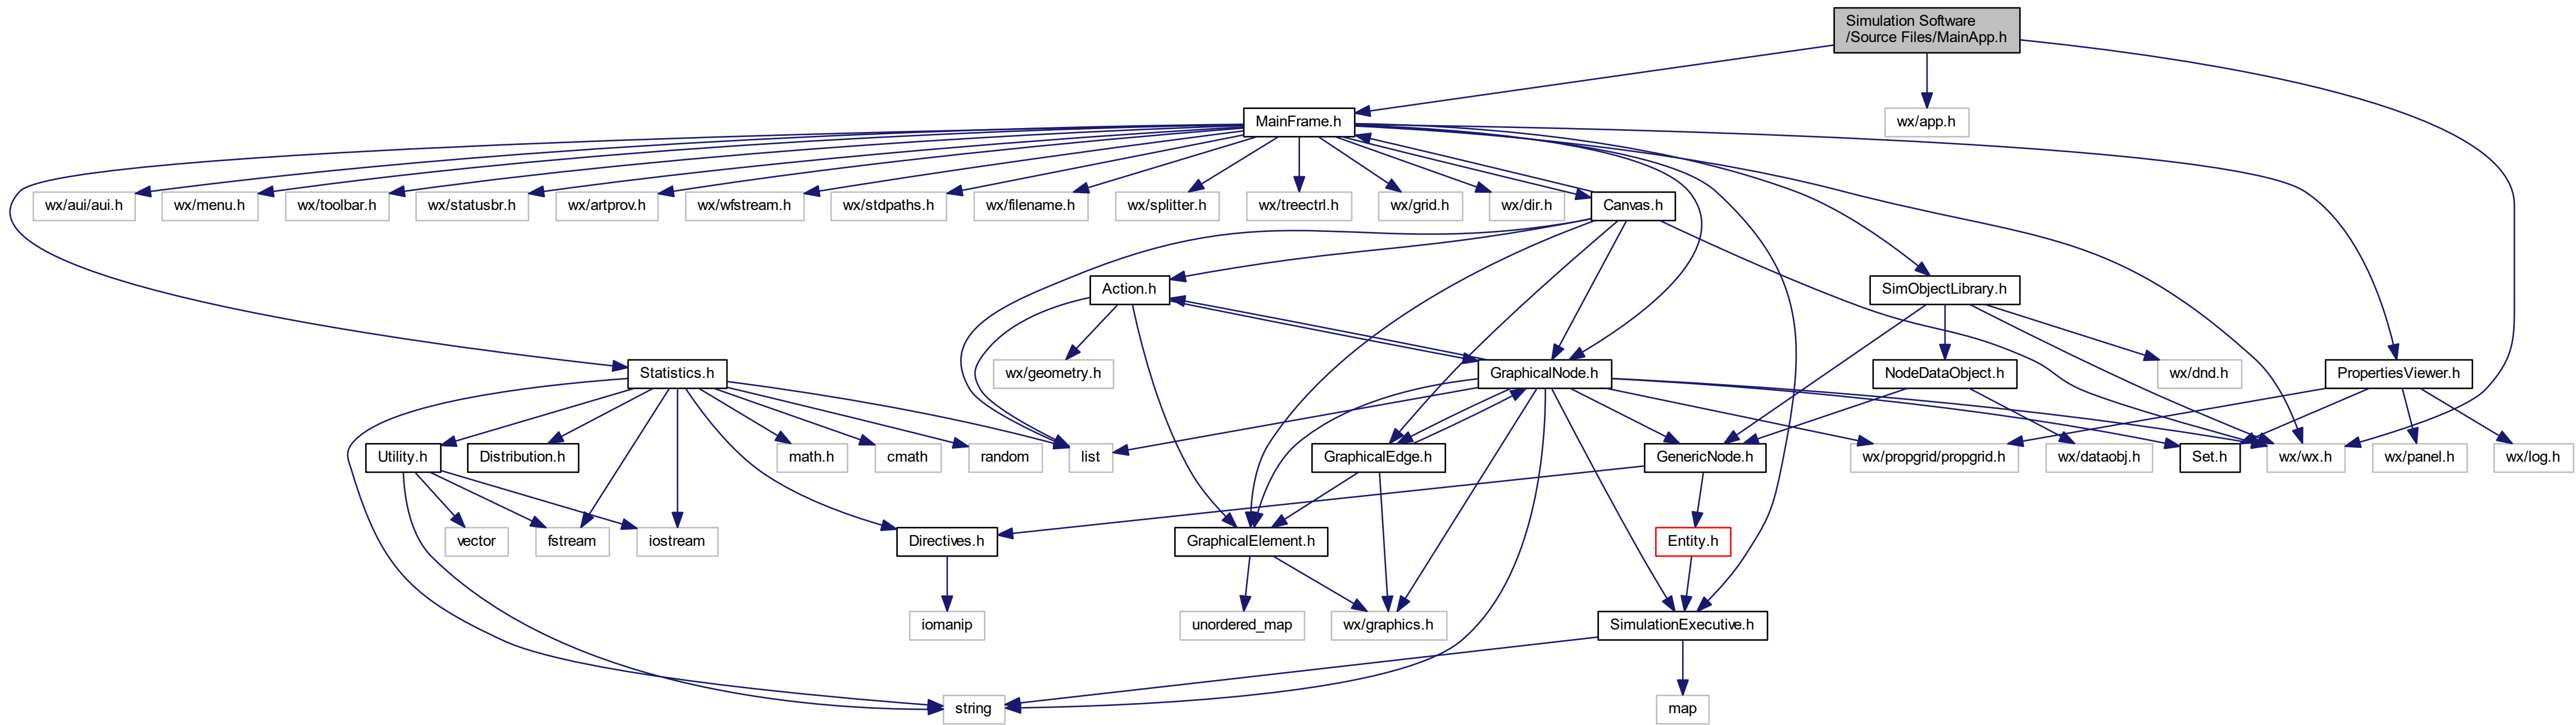 Simulation Software
/Source Files/MainApp.h
MainFrame.h
wx/app.h
wx/aui/aui.h
wx/menu.h
wx/toolbar.h
wx/statusbr.h
wx/artprov.h
wx/wfstream.h
wx/stdpaths.h
wx/filename.h
wx/splitter.h
wx/treectrl.h
wx/grid.h
wx/dir.h
Canvas.h
Action.h
SimObjectLibrary.h
Statistics.h
wx/geometry.h
GraphicalNode.h
NodeDataObject.h
wx/dnd.h
PropertiesViewer.h
Utility.h
Distribution.h
math.h
cmath
random
list
GraphicalEdge.h
GenericNode.h
wx/propgrid/propgrid.h
wx/dataobj.h
Set.h
wx/wx.h
wx/panel.h
wx/log.h
vector
fstream
iostream
Directives.h
GraphicalElement.h
Entity.h
iomanip
unordered_map
wx/graphics.h
SimulationExecutive.h
string
map